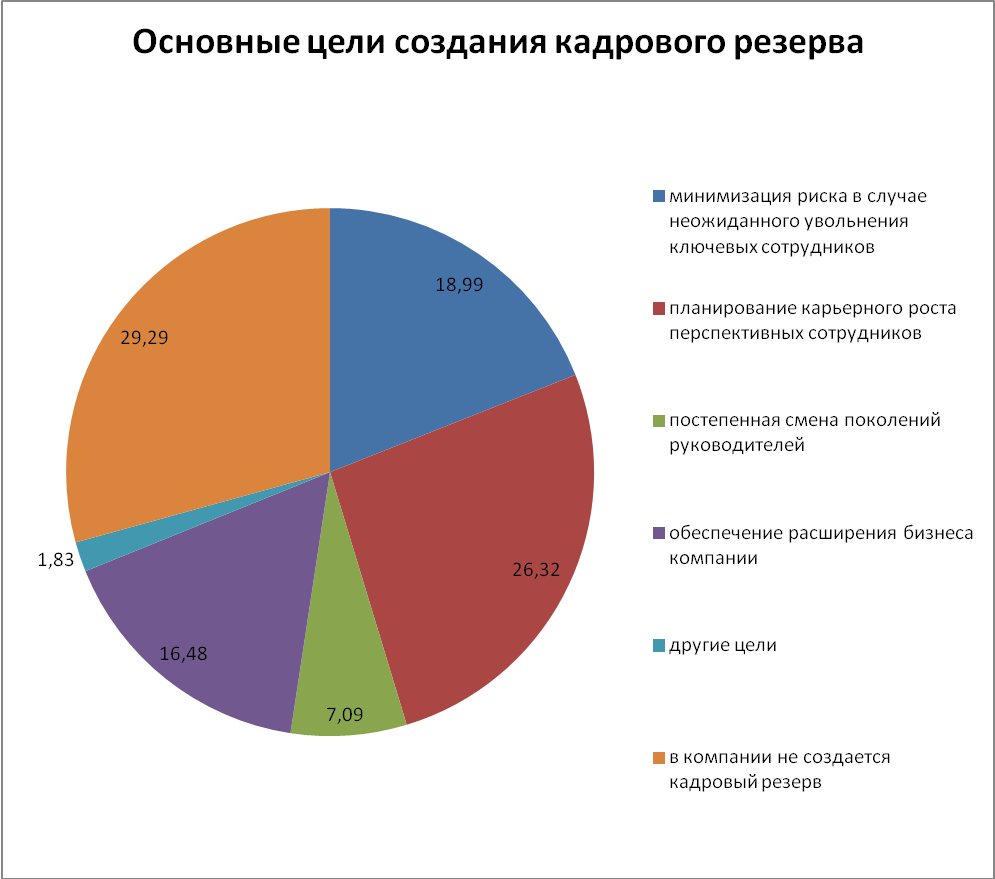 Основные цели создания кадрового резерва
18,99
26,32
7,09
16,48
1,83
29,29
минимизация риска в случае
неожиданного увольнения
ключевых сотрудников
планирование карьерного роста
перспективных сотрудников
постепенная смена поколений
руководителей
обеспечение расширения бизнеса
компании
другие цели
в компании не создается
кадровый резерв